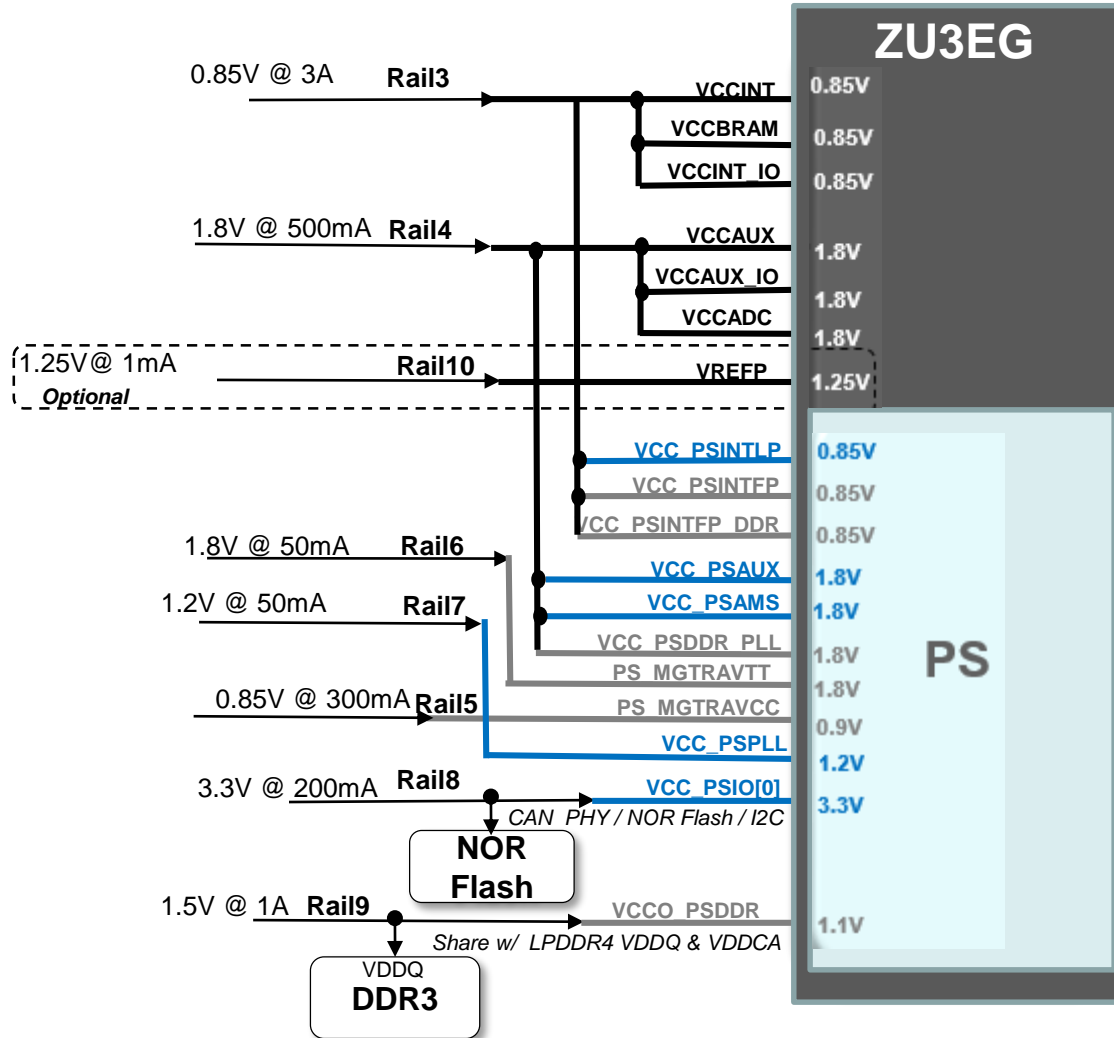 ZU3EG
0.85V @ 3A Rail3 VCCINT 0.85V
VCCBRAM 0.85V
VCCINT_IO 0.85V
1.8V @ 500mA Rail4 VCCAUX 1.8V
VCCAUX_IO 1.8V
VCCADC 1.8V
1.25V@ 1mA Rail10 VREFP 1.25V
Optional
VCC_PSINTLP 0.85V
VCC_PSINTFP 0.85V
VCC_PSINTFP_DDR 0.85V
1.8V @ 50mA Rail6
VCC_PSAUX 1.8V
1.2V @ 50mA Rail7 VCC_PSAMS 1.8V
VCC_PSDDR_PLL 1.8V
PS
PS_MGTRAVTT 1.8V
0.85V @ 300mA Rail5 PS_MGTRAVCC 0.9V
VCC_PSPLL 1.2V
3.3V @ 200mA Rail8 VCC_PSIO[0] 3.3V
CAN PHY / NOR Flash / I2C
NOR
Flash
1.5V @ 1A Rail9 VCCO_PSDDR 1.1V
Share w/ LPDDR4 VDDQ & VDDCA
VDDQ
DDR3